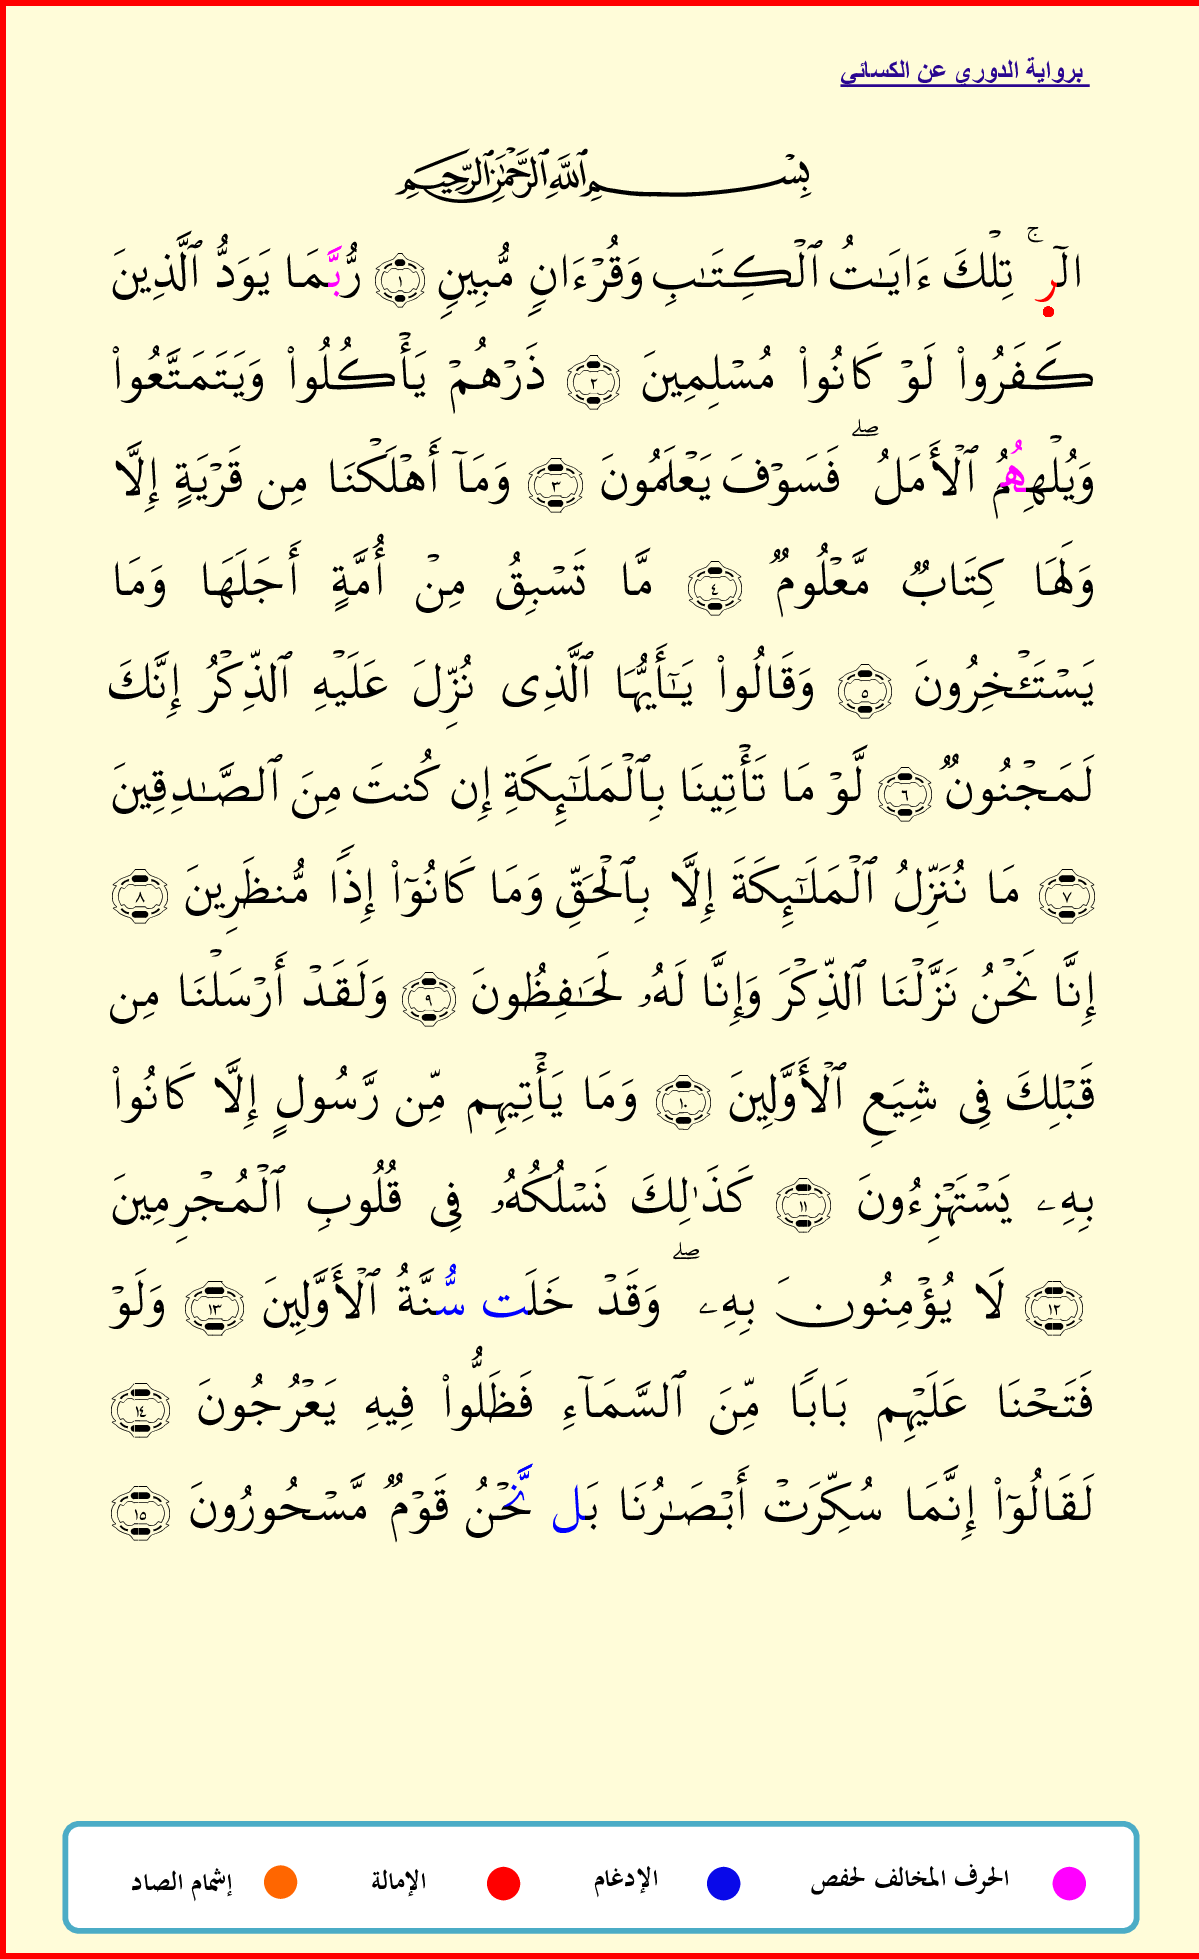 برواية الدوري عن الكسائي
بِسْمِ ٱللَّهِ ٱلرَّحْمَٰنِ ٱلرَّحِيمِ
الٓرۚ تِلْكَ ءَايَٰتُ ٱلْكِتَٰبِ وَقُرْءَانٍ مُّبِينٍ ١ رُّبَّمَا يَوَدُّ ٱلَّذِينَ
كَفَرُوا۟ لَوْ كَانُوا۟ مُسْلِمِينَ ٢ ذَرْهُمْ يَأْكُلُوا۟ وَيَتَمَتَّعُوا۟
وَيُلْهِهُمُ ٱلْأَمَلُۖ فَسَوْفَ يَعْلَمُونَ ٣ وَمَآ أَهْلَكْنَا مِن قَرْيَةٍ إِلَّا
وَلَهَا كِتَابٌ مَّعْلُومٌ ٤ مَّا تَسْبِقُ مِنْ أُمَّةٍ أَجَلَهَا وَمَا
يَسْتَـْٔخِرُونَ ٥ وَقَالُوا۟ يَٰٓأَيُّهَا ٱلَّذِى نُزِّلَ عَلَيْهِ ٱلذِّكْرُ إِنَّكَ
لَمَجْنُونٌ ٦ لَّوْ مَا تَأْتِينَا بِٱلْمَلَٰٓئِكَةِ إِن كُنتَ مِنَ ٱلصَّٰدِقِينَ
٧ مَا نُنَزِّلُ ٱلْمَلَٰٓئِكَةَ إِلَّا بِٱلْحَقِّ وَمَا كَانُوٓا۟ إِذًا مُّنظَرِينَ ٨
إِنَّا نَحْنُ نَزَّلْنَا ٱلذِّكْرَ وَإِنَّا لَهُۥ لَحَٰفِظُونَ ٩ وَلَقَدْ أَرْسَلْنَا مِن
قَبْلِكَ فِى شِيَعِ ٱلْأَوَّلِينَ ١٠ وَمَا يَأْتِيهِم مِّن رَّسُولٍ إِلَّا كَانُوا۟
بِهِۦ يَسْتَهْزِءُونَ ١١ كَذَٰلِكَ نَسْلُكُهُۥ فِى قُلُوبِ ٱلْمُجْرِمِينَ
١٢ لَا يُؤْمِنُونَ بِهِۦۖ وَقَدْ خَلَت سُّنَّةُ ٱلْأَوَّلِينَ ١٣ وَلَوْ
فَتَحْنَا عَلَيْهِم بَابًا مِّنَ ٱلسَّمَآءِ فَظَلُّوا۟ فِيهِ يَعْرُجُونَ ١٤
لَقَالُوٓا۟ إِنَّمَا سُكِّرَتْ أَبْصَٰرُنَا بَل نَّحْنُ قَوْمٌ مَّسْحُورُونَ ١٥
الحرف المخالف لحفص الإدغام الإمالة إشمام الصاد